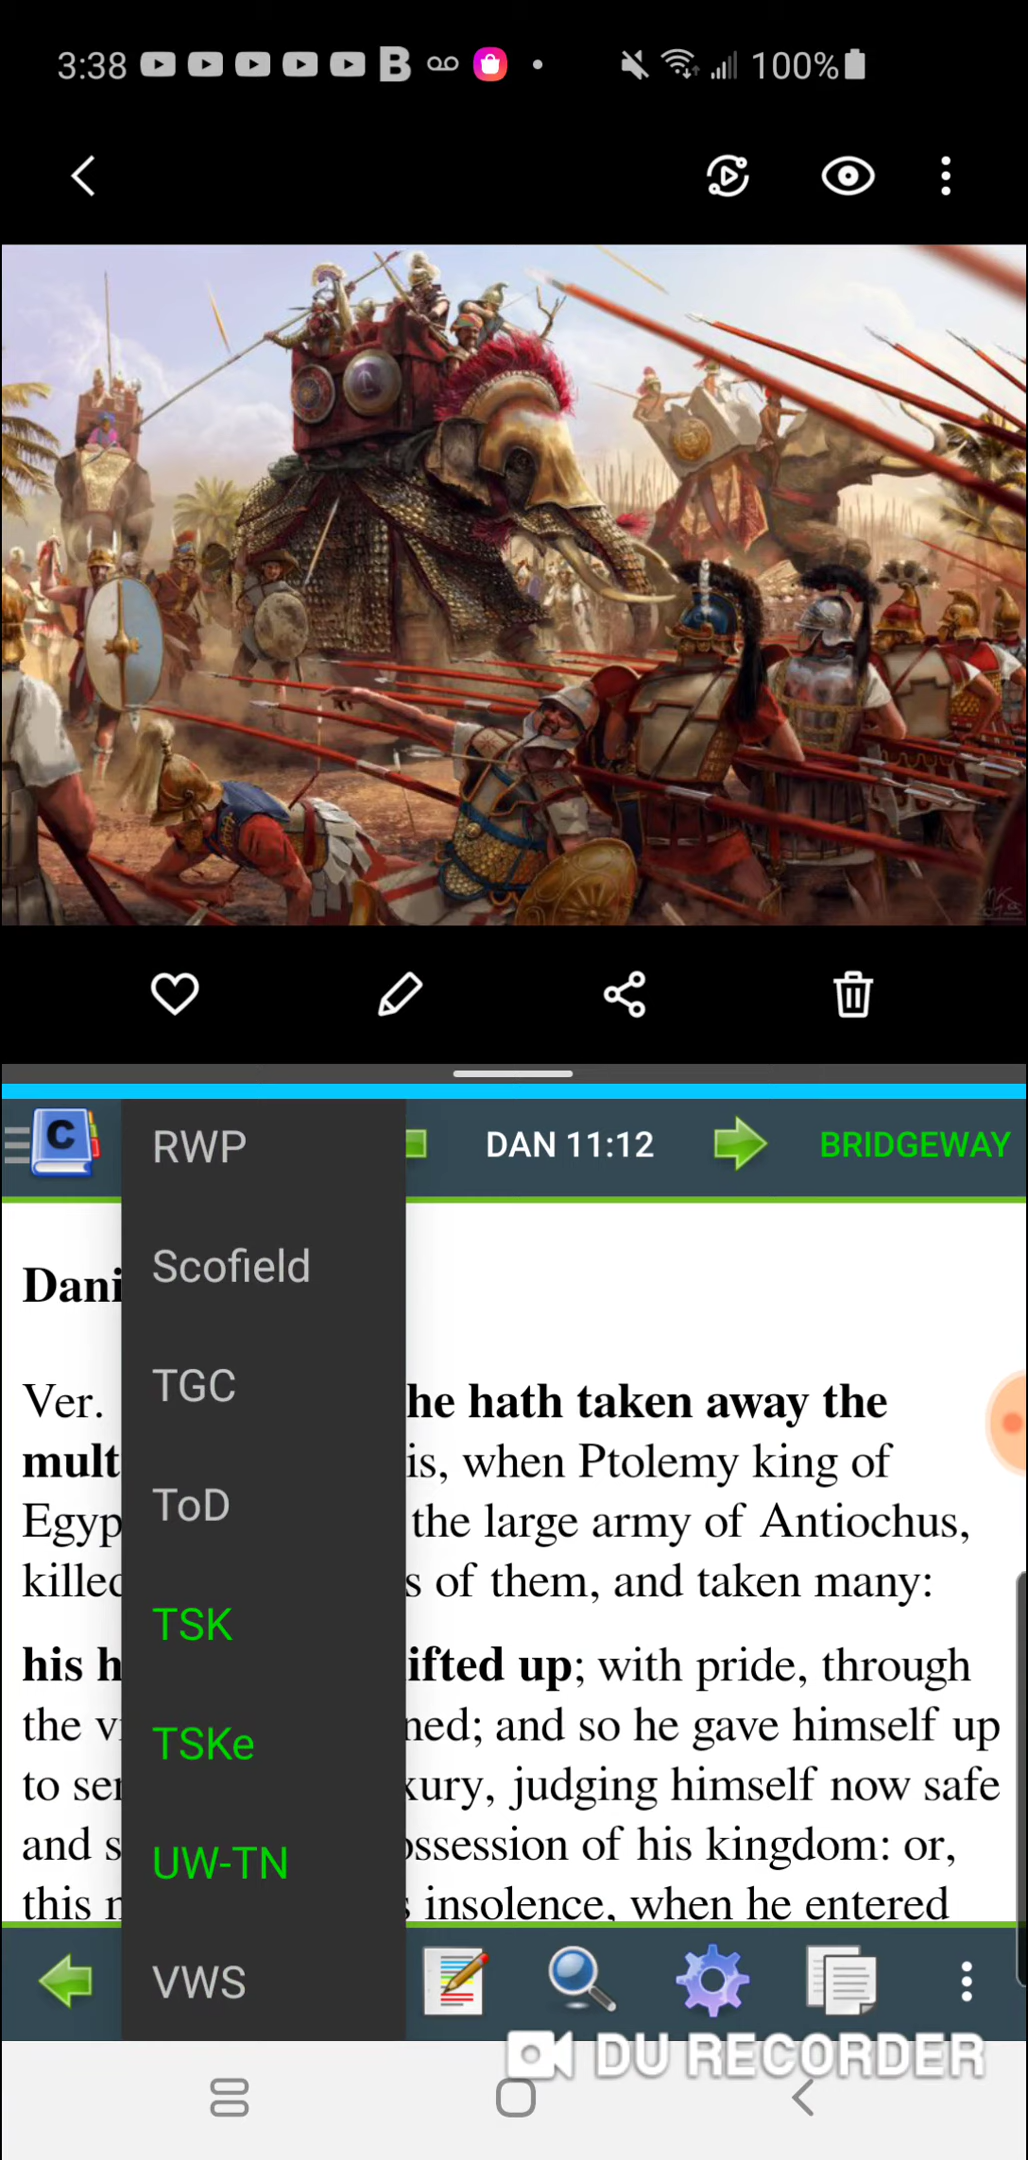 3:38 B 100%
RWP
Scofield
TGC
ToD
TSK
TSKe
UW-TN
VWS
C DAN 11:12 BRIDGEWAY
Dani
Ver. he hath taken away the
mult is, when Ptolemy king of
Egyp the large army of Antiochus,
killed s of them, and taken many:
his h ifted up; with pride, through
the v ned; and so he gave himself up
to ser xury, judging himself now safe
and s ossession of his kingdom: or,
this insolence, when he entered
DU RECORDER